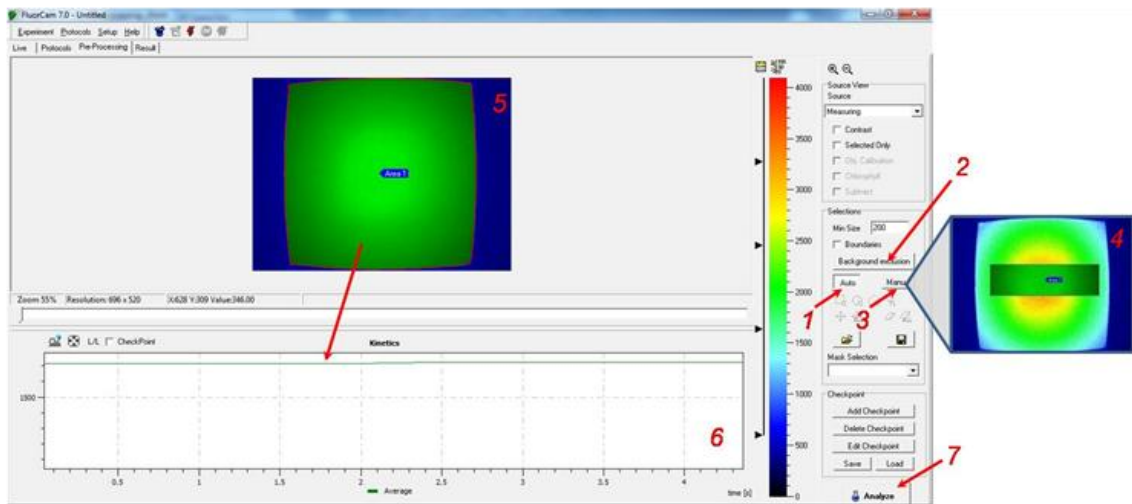 FluorCam 7.0 - Untitled
Experiment Protocols Setup Help
Live Protocols Pre-Processing Result
5
Area 1
Zoom 55% Resolution: 696 x 520 X:628 Y:309 Value:346.00
L/L CheckPoint Kinetics
1500
6
0.5 1 1.5 2 2.5 3 3.5 4
time [s]
Average
4000
3500
3000
2500
2000
1500
1000
500
0
Source View
Source
Measuring
Contrast
Selected Only
Obj. Calibration
Chlorophyll
Subtract
Selections
Min Size 200
Boundaries
Background exclusion
Auto Manu
Mask Selection
Checkpoint
Add Checkpoint
Delete Checkpoint
Edit Checkpoint
Save Load
Analyze
1
2
3
4
7